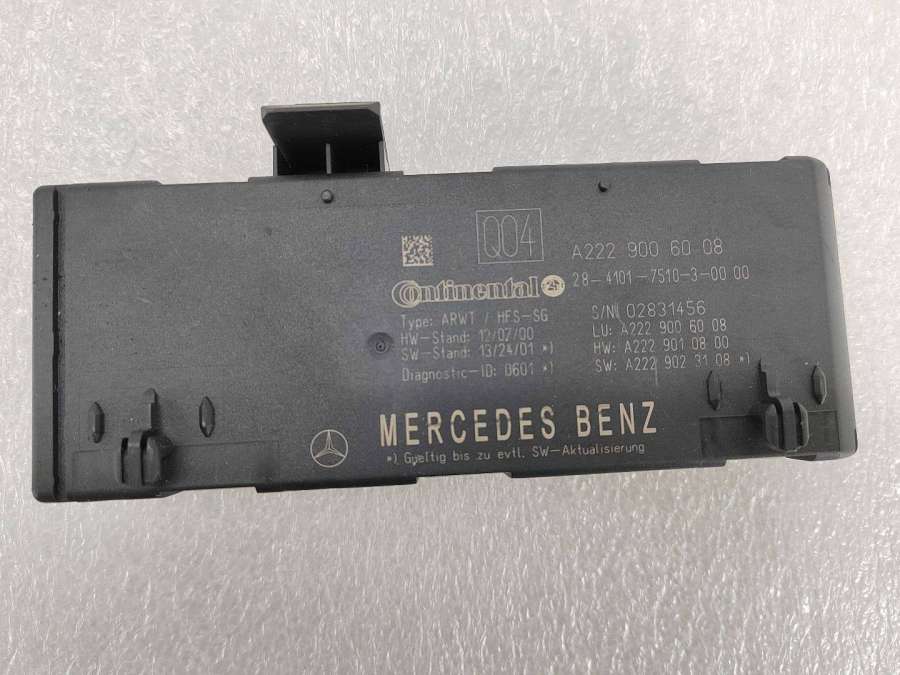 Q04
A222 900 60 08
Continental
28-4101-7510-3-00 00
Type: ARWT / HFS-SG
HW-Stand: 12/07/00
SW-Stand: 13/24/01 *)
Diagnostic-ID: 0601 *)
S/N: 02831456
LU: A222 900 60 08
HW: A222 901 08 00
SW: A222 902 31 08 *)
MERCEDES BENZ
*) Gueltig bis zu evtl. SW-Aktualisierung